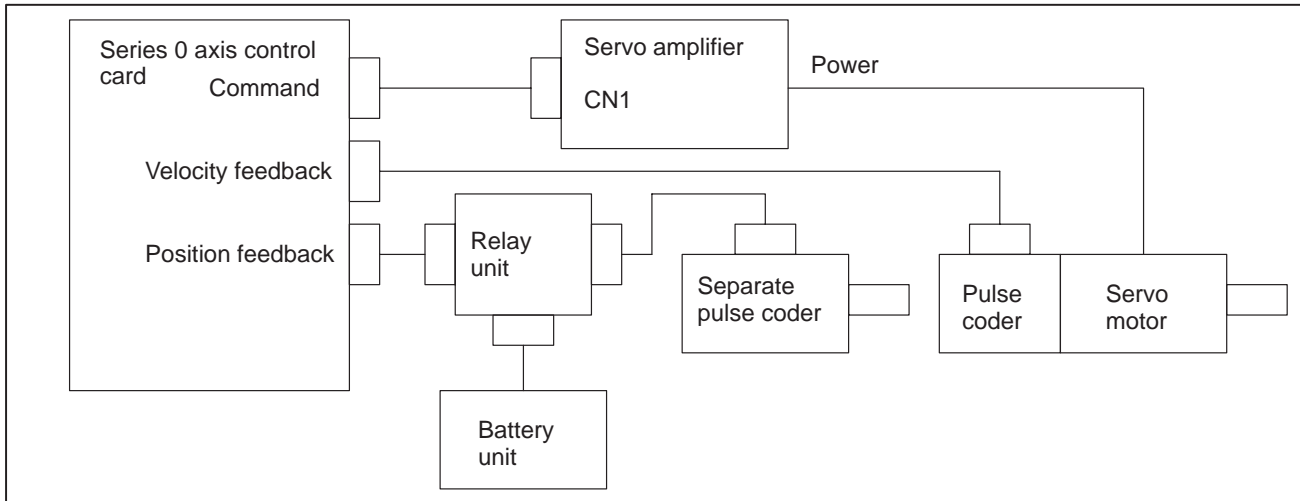 Series 0 axis control
card
Command
Velocity feedback
Position feedback
Servo amplifier
CN1
Power
Relay
unit
Separate
pulse coder
Pulse
coder
Servo
motor
Battery
unit